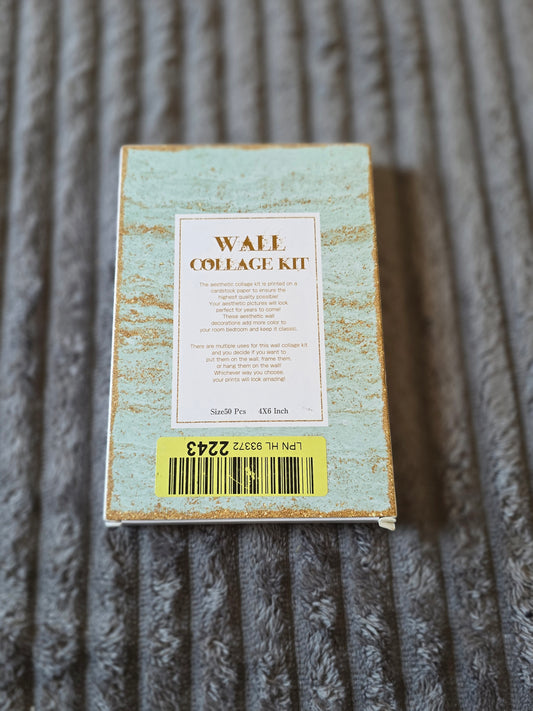 WALL
COLLAGE KIT
The aesthetic collage kit is printed on a
cardstock paper to ensure the
highest quality possible!
Your aesthetic pictures will look
perfect for years to come!
These aesthetic wall
decorations add more color to
your room bedroom and keep it classic.
There are multiple uses for this wall collage kit
and you decide if you want to
put them on the wall, frame them,
or hang them on the wall!
Whichever way you choose,
your prints will look amazing!
Size50 Pcs 4X6 Inch
LPN HL 93372 2243